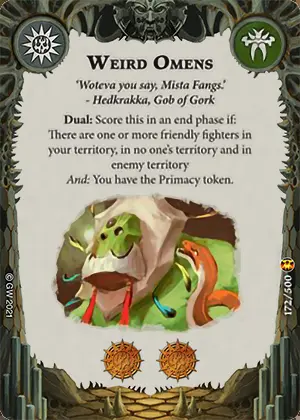 WEIRD OMENS
'Woteva you say, Mista Fangs.'
- Hedkrakka, Gob of Gork
Dual: Score this in an end phase if:
There are one or more friendly fighters in
your territory, in no one's territory and in
enemy territory
And: You have the Primacy token.
© GW 2021
172/500